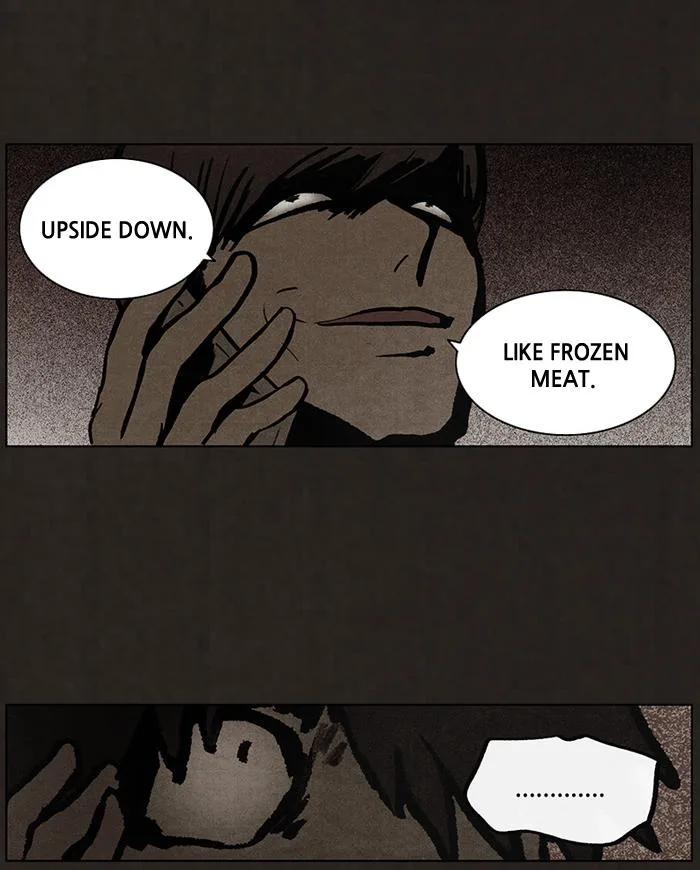 UPSIDE DOWN.
LIKE FROZEN
MEAT.
.............